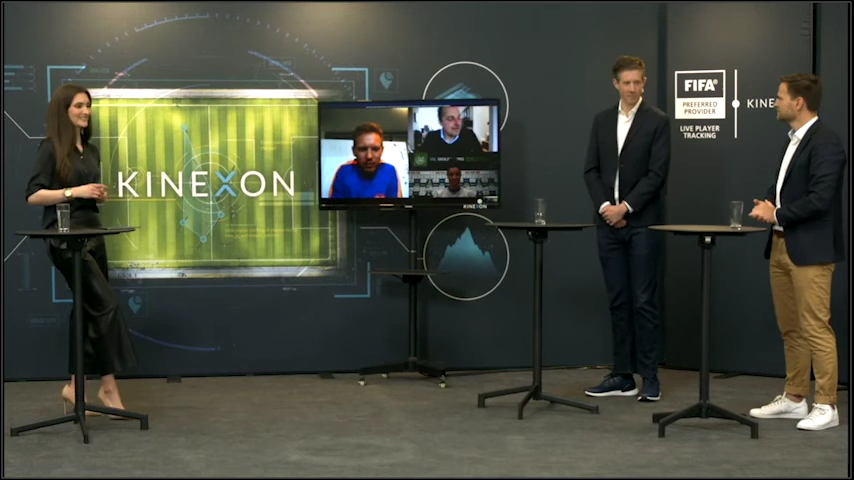 KINEXON
KINEXON
FIFA®
PREFERRED
PROVIDER
LIVE PLAYER
TRACKING
KINE